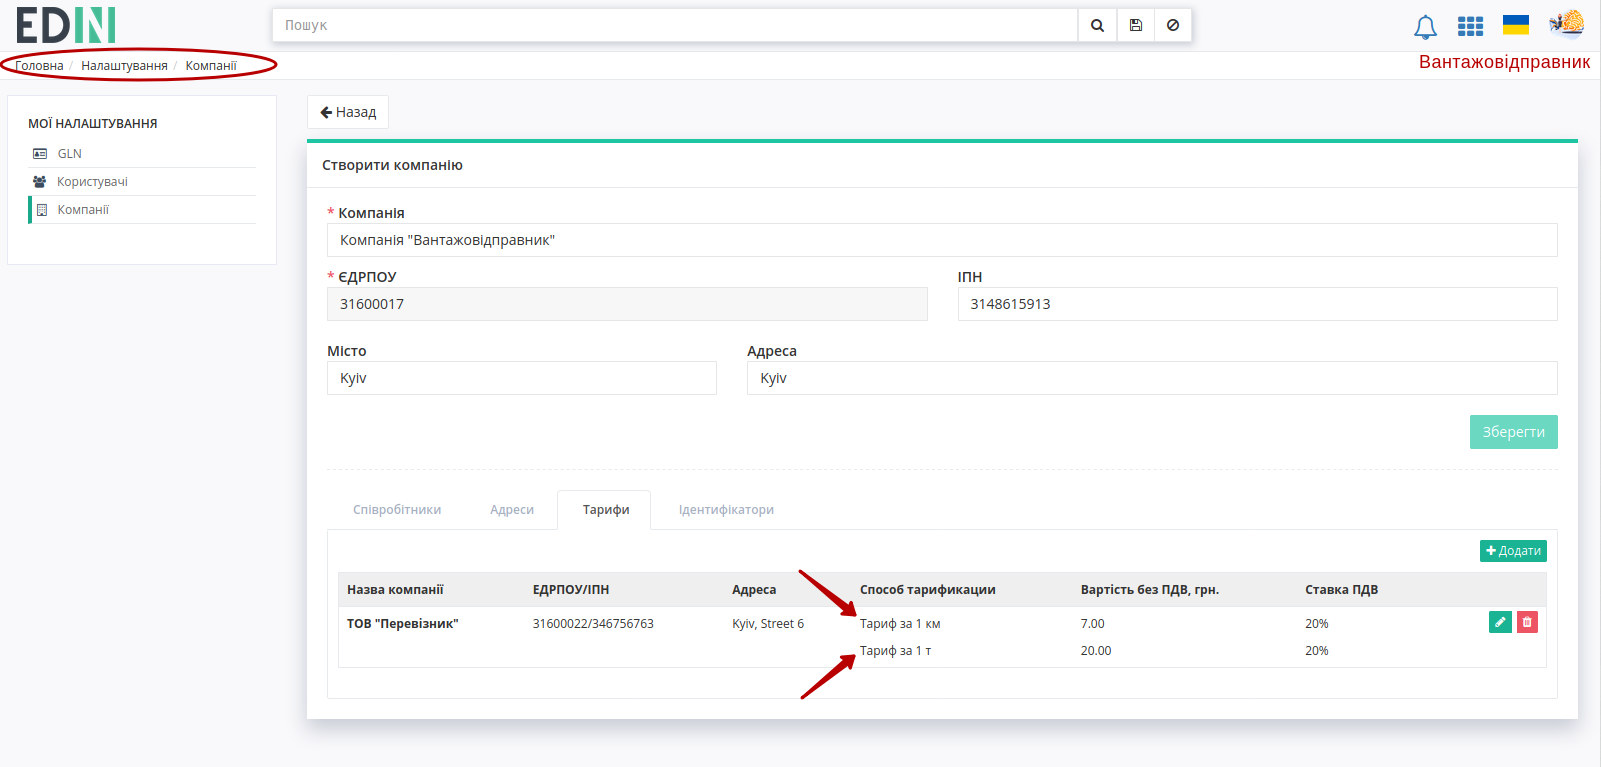 EDIN
Пошук
Головна / Налаштування / Компанії
Вантажовідправник
МОЇ НАЛАШТУВАННЯ
GLN
Користувачі
Компанії
Назад
Створити компанію
* Компанія
Компанія "Вантажовідправник"
* ЄДРПОУ ІПН
31600017 3148615913
Місто Адреса
Kyiv Kyiv
Зберегти
Співробітники Адреси Тарифи Ідентифікатори
Додати
Назва компанії ЕДРПОУ/ІПН Адреса Способ тарификации Вартість без ПДВ, грн. Ставка ПДВ
ТОВ "Перевізник" 31600022/346756763 Kyiv, Street 6 Тариф за 1 км 7.00 20%
Тариф за 1 т 20.00 20%